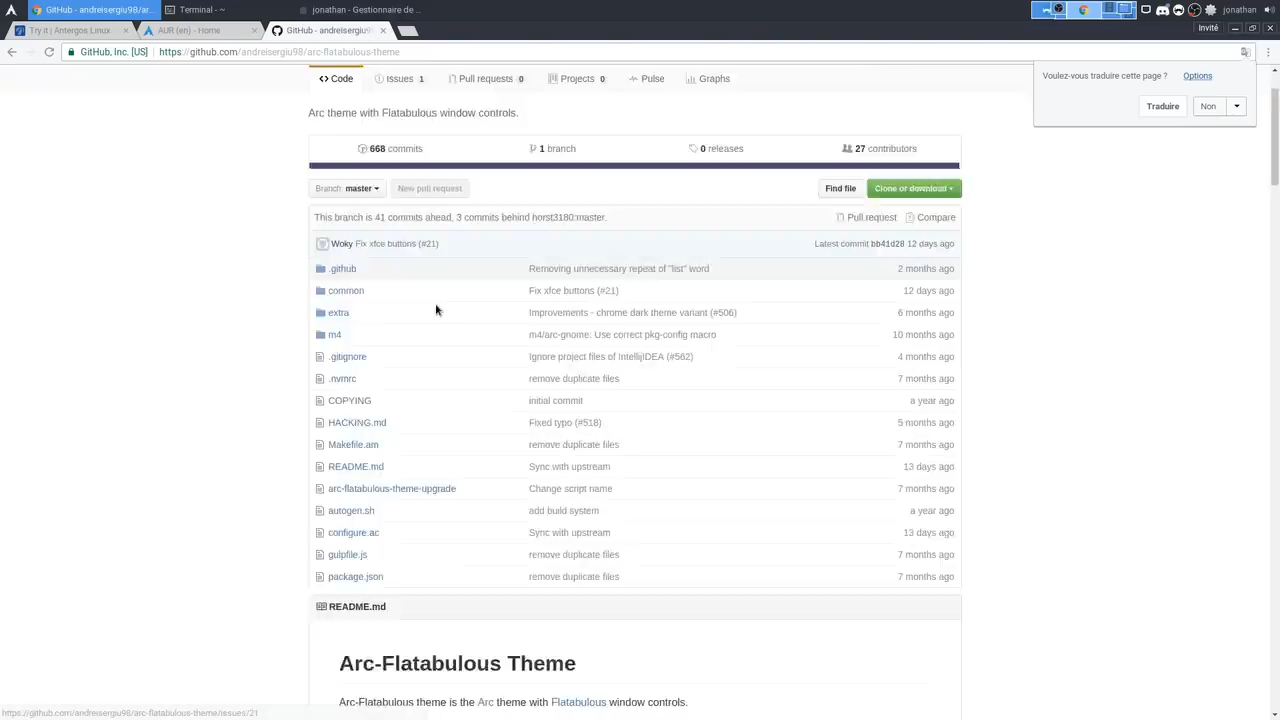 GitHub - andreisergiu98/ar... Terminal - ~ jonathan - Gestionnaire de ... jonathan
Try it | Antergos Linux × AUR (en) - Home × GitHub - andreisergiu9 × Invité
GitHub, Inc. [US] https://github.com/andreisergiu98/arc-flatabulous-theme
Voulez-vous traduire cette page ? Options
Traduire Non
Code Issues 1 Pull requests 0 Projects 0 Pulse Graphs
Arc theme with Flatabulous window controls.
668 commits 1 branch 0 releases 27 contributors
Branch: master New pull request Find file Clone or download
This branch is 41 commits ahead, 3 commits behind horst3180:master. Pull request Compare
Woky Fix xfce buttons (#21) Latest commit bb41d28 12 days ago
.github Removing unnecessary repeat of "list" word 2 months ago
common Fix xfce buttons (#21) 12 days ago
extra Improvements - chrome dark theme variant (#506) 6 months ago
m4 m4/arc-gnome: Use correct pkg-config macro 10 months ago
.gitignore Ignore project files of IntellijIDEA (#562) 4 months ago
.nvmrc remove duplicate files 7 months ago
COPYING initial commit a year ago
HACKING.md Fixed typo (#518) 5 months ago
Makefile.am remove duplicate files 7 months ago
README.md Sync with upstream 13 days ago
arc-flatabulous-theme-upgrade Change script name 7 months ago
autogen.sh add build system a year ago
configure.ac Sync with upstream 13 days ago
gulpfile.js remove duplicate files 7 months ago
package.json remove duplicate files 7 months ago
README.md
Arc-Flatabulous Theme
Arc-Flatabulous theme is the Arc theme with Flatabulous window controls.
https://github.com/andreisergiu98/arc-flatabulous-theme/issues/21